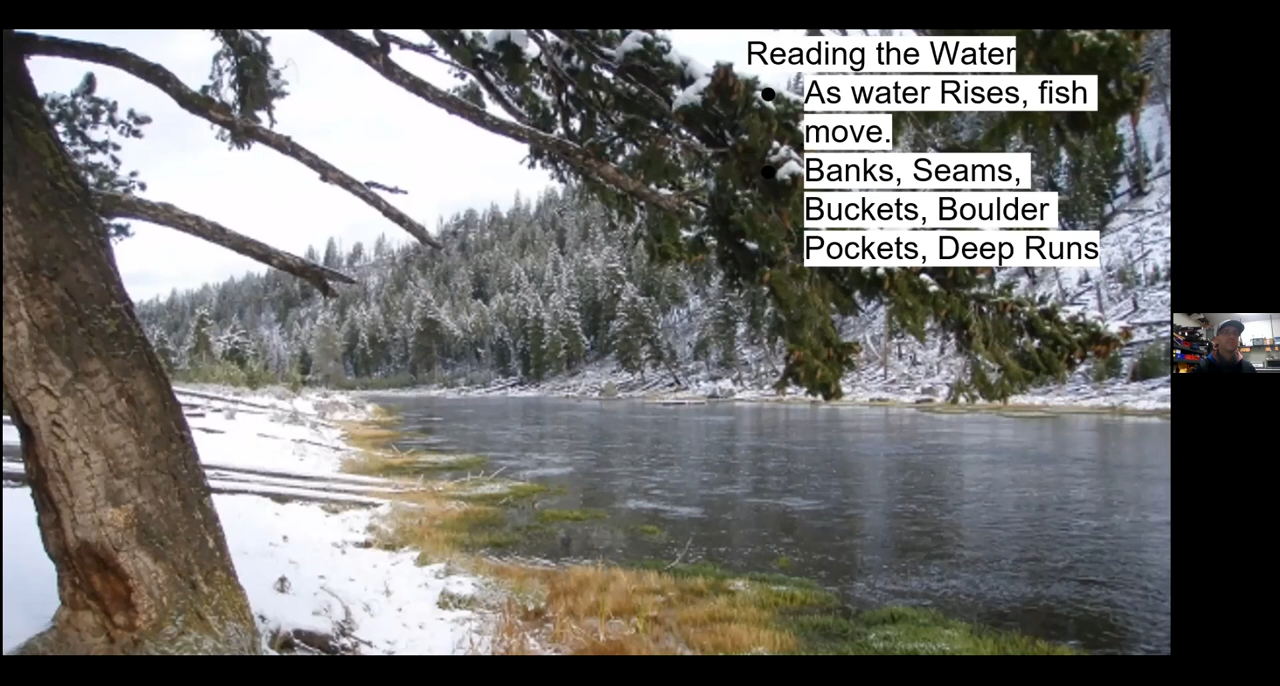 Reading the Water
● As water Rises, fish
move.
● Banks, Seams,
Buckets, Boulder
Pockets, Deep Runs